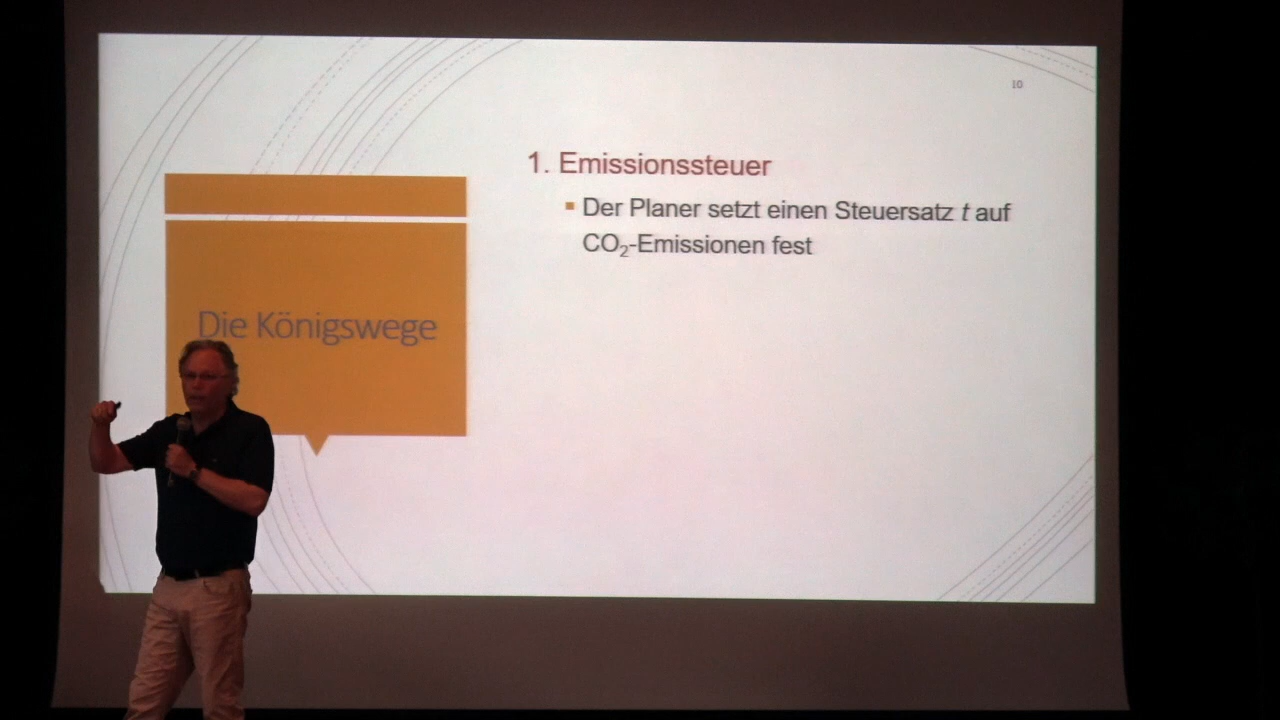 10
1. Emissionssteuer
▪ Der Planer setzt einen Steuersatz t auf
CO₂-Emissionen fest
Die Königswege